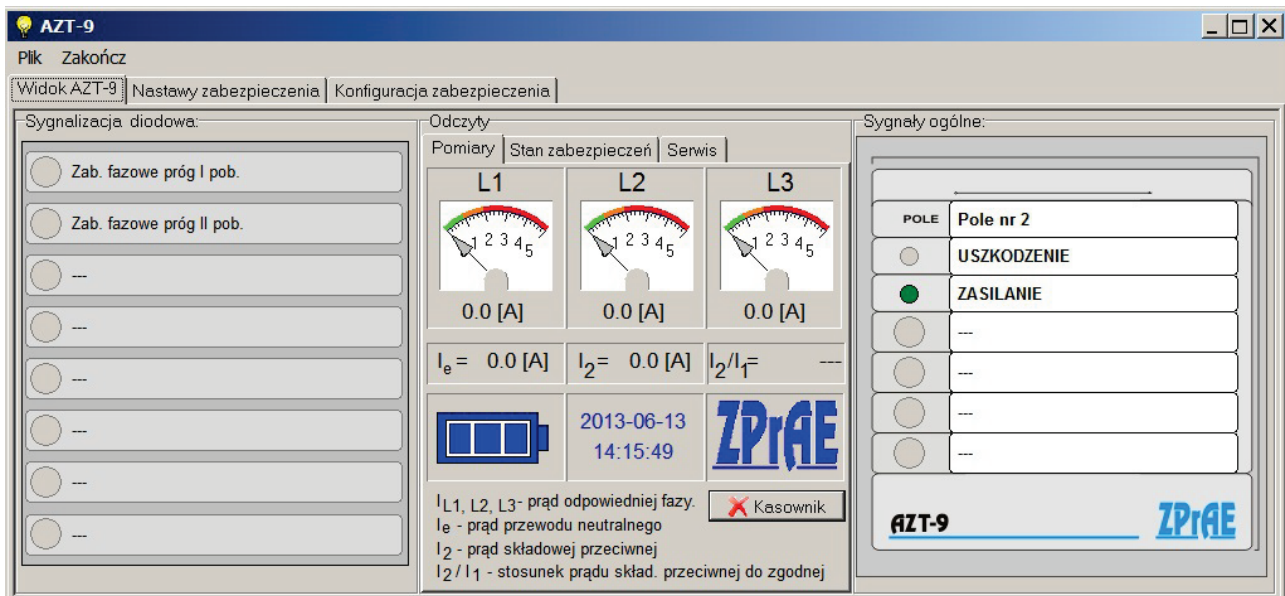 AZT-9
Plik Zakończ
Widok AZT-9 Nastawy zabezpieczenia Konfiguracja zabezpieczenia
Sygnalizacja diodowa:
Zab. fazowe próg I pob.
Zab. fazowe próg II pob.
---
---
---
---
---
---
Odczyty
Pomiary Stan zabezpieczeń Serwis
L1 L2 L3
1 2 3 4 5 1 2 3 4 5 1 2 3 4 5
0.0 [A] 0.0 [A] 0.0 [A]
Ie = 0.0 [A] I2= 0.0 [A] I2/I1= ---
2013-06-13
14:15:49
ZPrAE
IL1, L2, L3- prąd odpowiedniej fazy.
Ie - prąd przewodu neutralnego
I2 - prąd składowej przeciwnej
I2/I1 - stosunek prądu skład. przeciwnej do zgodnej
Kasownik
Sygnały ogólne:
POLE Pole nr 2
USZKODZENIE
ZASILANIE
---
---
---
---
AZT-9 ZPrAE